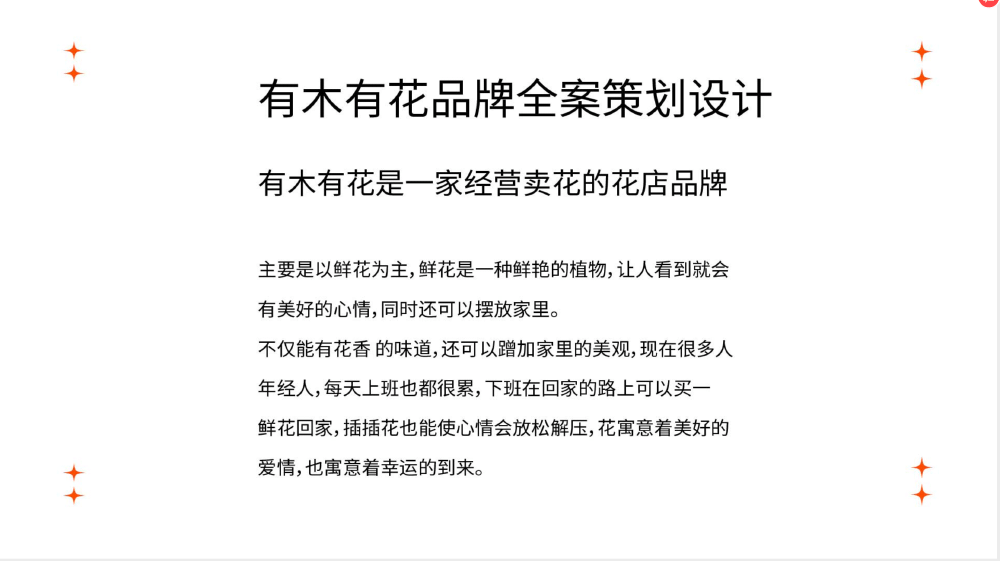 有木有花品牌全案策划设计
有木有花是一家经营卖花的花店品牌
主要是以鲜花为主，鲜花是一种鲜艳的植物，让人看到就会
有美好的心情，同时还可以摆放家里。
不仅能有花香 的味道，还可以蹭加家里的美观，现在很多人
年经人，每天上班也都很累，下班在回家的路上可以买一
鲜花回家，插插花也能使心情会放松解压，花寓意着美好的
爱情，也寓意着幸运的到来。